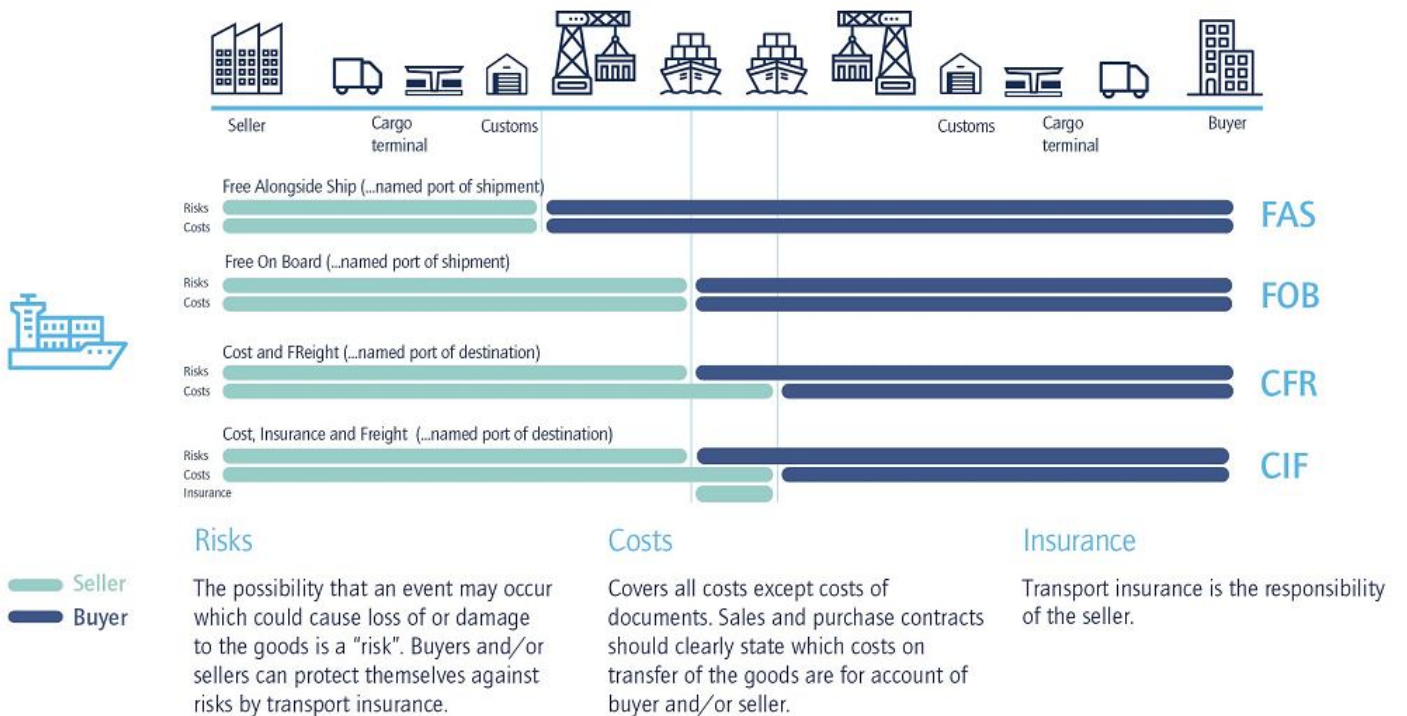 Seller
Cargo
terminal
Customs
Customs
Cargo
terminal
Buyer
Free Alongside Ship (...named port of shipment)
Risks
Costs
FAS
Free On Board (...named port of shipment)
Risks
Costs
FOB
Cost and FReight (...named port of destination)
Risks
Costs
CFR
Cost, Insurance and Freight (...named port of destination)
Risks
Costs
Insurance
CIF
Seller
Buyer
Risks
The possibility that an event may occur
which could cause loss of or damage
to the goods is a “risk”. Buyers and/or
sellers can protect themselves against
risks by transport insurance.
Costs
Covers all costs except costs of
documents. Sales and purchase contracts
should clearly state which costs on
transfer of the goods are for account of
buyer and/or seller.
Insurance
Transport insurance is the responsibility
of the seller.